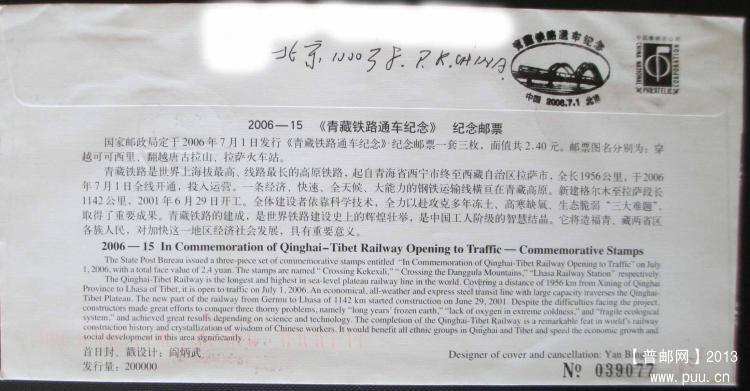 北京 100038. P.R.CHINA.
青藏铁路通车纪念
中国 2006.7.1 北京
中国集邮总公司
CHINA NATIONAL PHILATELIC CORPORATION
2006—15 《青藏铁路通车纪念》 纪念邮票
国家邮政局定于2006年7月1日发行《青藏铁路通车纪念》纪念邮票一套三枚，面值共2.40元。邮票图名分别为：穿
越可可西里、翻越唐古拉山、拉萨火车站。
青藏铁路是世界上海拔最高、线路最长的高原铁路，起自青海省西宁市终至西藏自治区拉萨市，全长1956公里，于2006
年7月1日全线开通，投入运营。一条经济、快速、全天候、大能力的钢铁运输线横亘在青藏高原。新建格尔木至拉萨段长
1142公里，2001年6月29日开工。全体建设者依靠科学技术，全力以赴攻克多年冻土、高寒缺氧、生态脆弱“三大难题”，
取得了重要成果。青藏铁路的建成，是世界铁路建设史上的辉煌壮举，是中国工人阶级的智慧结晶。它将造福青、藏两省区
各族人民，对加快这一地区经济社会发展，具有重要意义。
2006—15 In Commemoration of Qinghai-Tibet Railway Opening to Traffic — Commemorative Stamps
The State Post Bureau issued a three-piece set of commemorative stamps entitled "In Commemoration of Qinghai-Tibet Railway Opening to Traffic" on July
1, 2006, with a total face value of 2.4 yuan. The stamps are named " Crossing Kekexili," " Crossing the Danggula Mountains," "Lhasa Railway Station" respectively.
The Qinghai-Tibet Railway is the longest and highest in sea-level plateau railway line in the world. Covering a distance of 1956 km from Xining of Qinghai
Province to Lhasa of Tibet, it is open to traffic on July 1, 2006. An economical, all-weather and express steel transit line with large capacity traverses the Qinghai-
Tibet Plateau. The new part of the railway from Germu to Lhasa of 1142 km started construction on June 29, 2001. Despite the difficulties facing the project,
constructors made great efforts to conquer three thorny problems, namely "long years' frozen earth," "lack of oxygen in extreme coldness," and "fragile ecological
system," and achieved great results depending on science and technology. The completion of the Qinghai-Tibet Railway is a remarkable feat in world's railway
construction history and crystallization of wisdom of Chinese workers. It would benefit all ethnic groups in Qinghai and Tibet and speed the economic growth and
social development in this area significantly.
首日封、戳设计：阎炳武
Designer of cover and cancellation: Yan
发行量：200000
№ 039077
【普邮网】2013
www.puu.cn